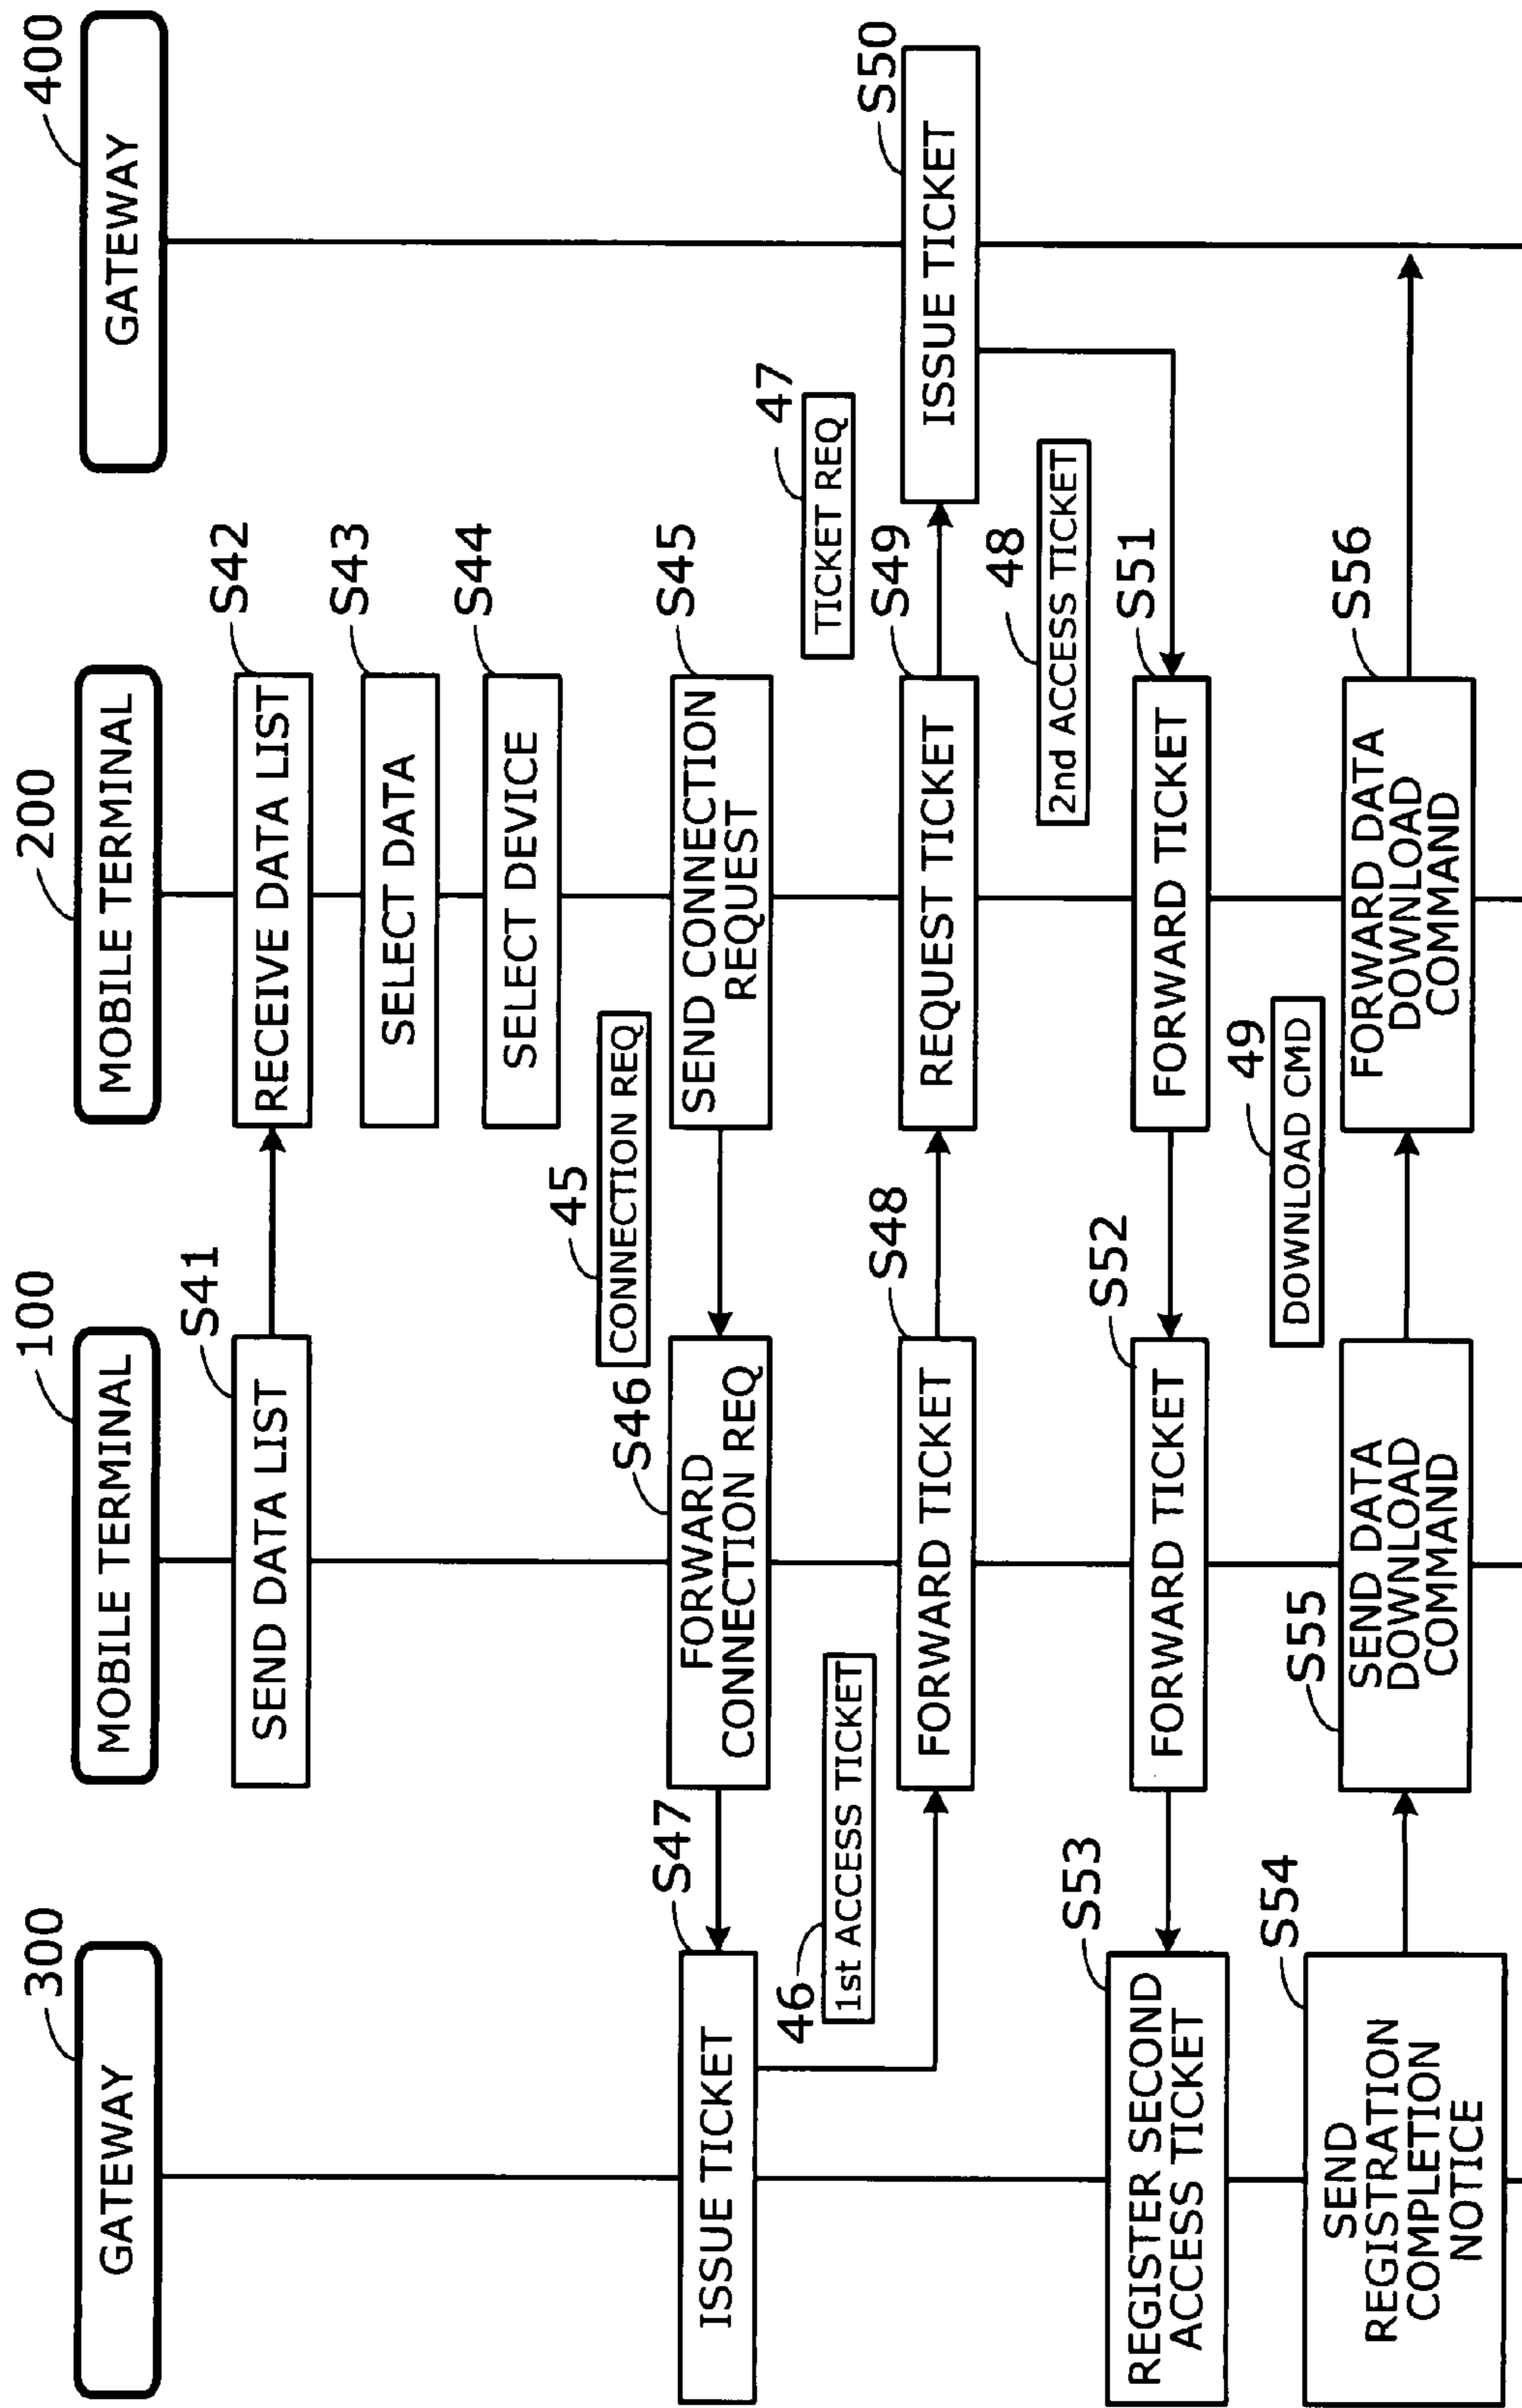 300
GATEWAY
100
MOBILE TERMINAL
200
MOBILE TERMINAL
400
GATEWAY
S41
SEND DATA LIST
S42
RECEIVE DATA LIST
S43
SELECT DATA
S44
SELECT DEVICE
S45
SEND CONNECTION
REQUEST
45
CONNECTION REQ
S46
FORWARD
CONNECTION REQ
S47
ISSUE TICKET
46
1st ACCESS TICKET
S48
FORWARD TICKET
47
TICKET REQ
S49
REQUEST TICKET
S50
ISSUE TICKET
48
2nd ACCESS TICKET
S51
FORWARD TICKET
S52
FORWARD TICKET
S53
REGISTER SECOND
ACCESS TICKET
S54
SEND
REGISTRATION
COMPLETION
NOTICE
S55
SEND DATA
DOWNLOAD
COMMAND
49
DOWNLOAD CMD
S56
FORWARD DATA
DOWNLOAD
COMMAND